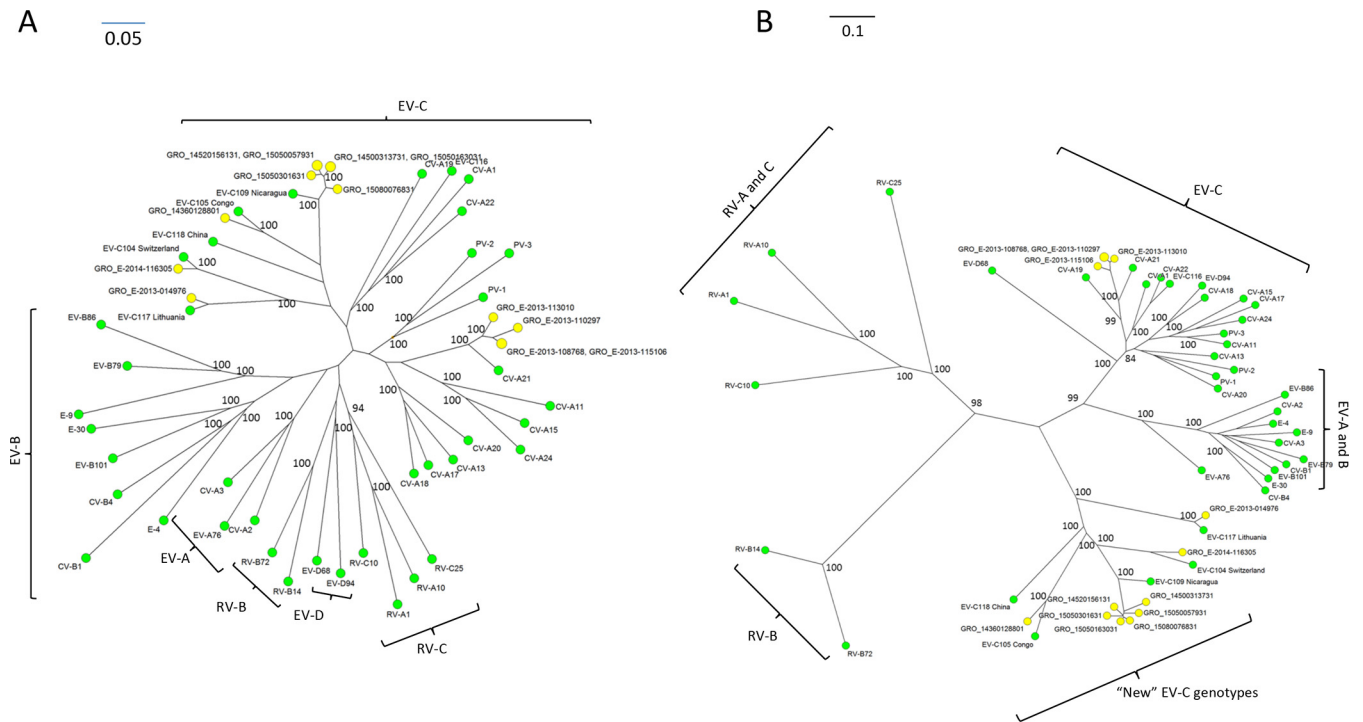 A
0.05
EV-C
GRO_14520156131, GRO_15050057931
GRO_14500313731, GRO_15050163031
GRO_15050301631
100
GRO_15080076831
CV-A19
EV-C116
CV-A1
EV-C109 Nicaragua
100
EV-C105 Congo
GRO_14360128801
100
CV-A22
EV-C118 China
EV-C104 Switzerland
100
GRO_E-2014-116305
PV-2
PV-3
100
GRO_E-2013-014976
EV-C117 Lithuania
100
100
PV-1
GRO_E-2013-113010
GRO_E-2013-110297
100
100
100
GRO_E-2013-108768, GRO_E-2013-115106
CV-A21
EV-B86
EV-B79
100
100
EV-B
E-9
E-30
100
100
100
EV-B101
CV-B4
CV-B1
E-4
CV-A3
100
EV-A76
CV-A2
EV-A
100
RV-B72
RV-B14
RV-B
94
100
EV-D68
EV-D94
EV-D
100
RV-C10
RV-C25
RV-A10
RV-A1
RV-C
100
100
100
CV-A11
CV-A15
CV-A24
CV-A20
CV-A13
CV-A17
CV-A18
B
0.1
RV-A and C
RV-C25
RV-A10
RV-A1
RV-C10
100
100
100
98
RV-B14
100
RV-B72
RV-B
EV-C
EV-D68
GRO_E-2013-108768, GRO_E-2013-110297
GRO_E-2013-113010
GRO_E-2013-115106
CV-A21
CV-A19
CV-A22
CV-A1
EV-C116
EV-D94
CV-A18
CV-A15
CV-A17
CV-A24
100
99
100
100
100
100
100
84
PV-3
CV-A11
CV-A13
PV-2
PV-1
CV-A20
99
100
100
100
EV-B86
CV-A2
E-4
E-9
CV-A3
EV-B79
CV-B1
EV-B101
E-30
CV-B4
EV-A76
EV-A and B
100
100
GRO_E-2013-014976
EV-C117 Lithuania
100
100
100
GRO_E-2014-116305
EV-C104 Switzerland
100
EV-C109 Nicaragua
GRO_14520156131
GRO_14500313731
GRO_15050301631
GRO_15050057931
GRO_15050163031
GRO_15080076831
EV-C118 China
100
GRO_14360128801
EV-C105 Congo
“New” EV-C genotypes